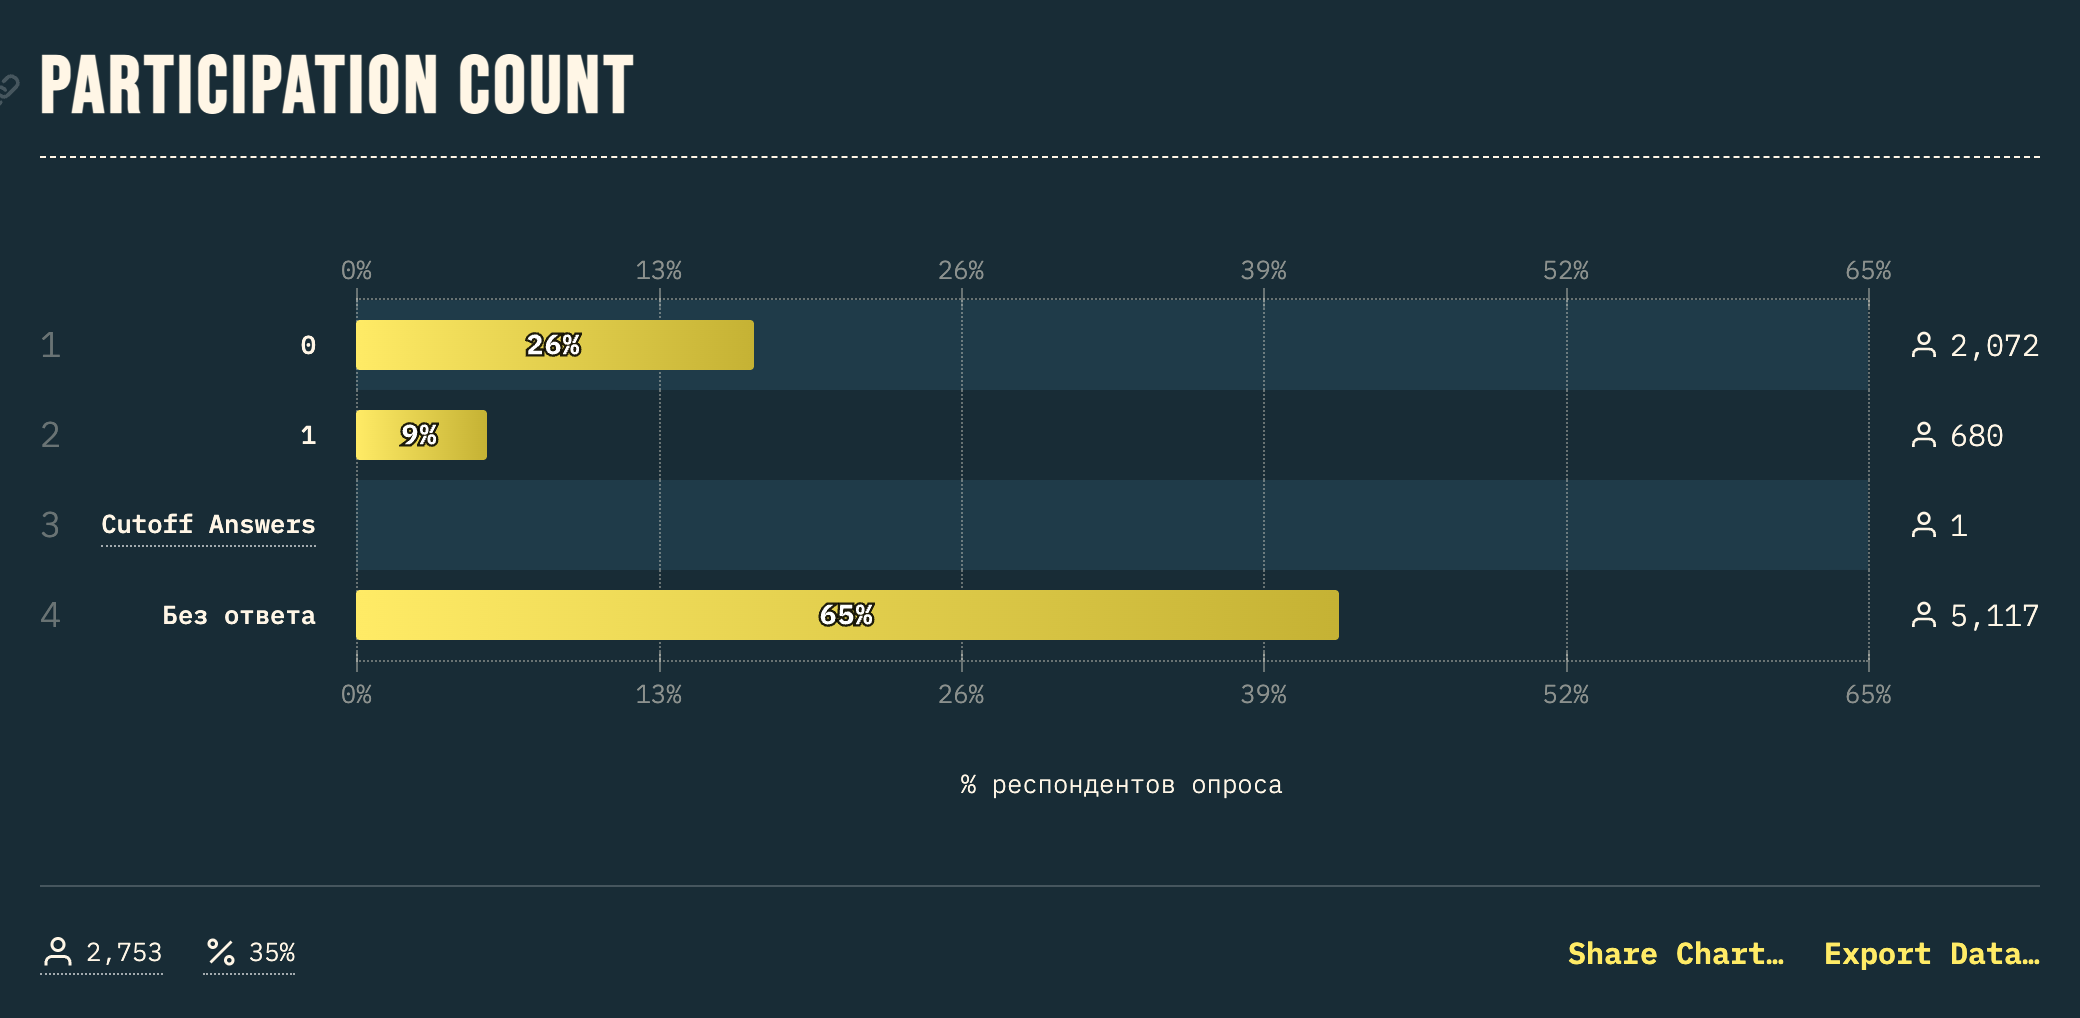 PARTICIPATION COUNT
0% 13% 26% 39% 52% 65%
1 0 26% 2,072
2 1 9% 680
3 Cutoff Answers 1
4 Без ответа 65% 5,117
0% 13% 26% 39% 52% 65%
% респондентов опроса
2,753 35% Share Chart… Export Data…